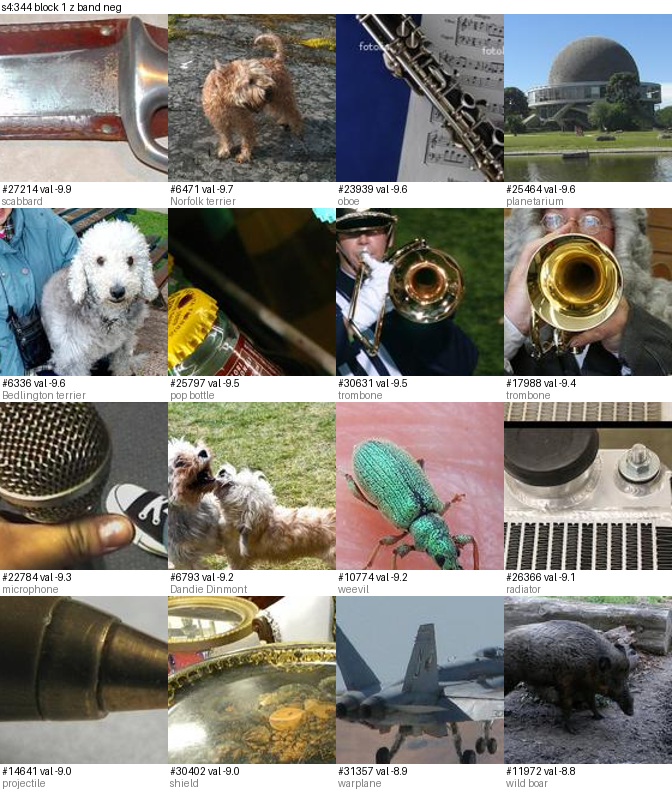 s4:344 block 1 z band neg
fotolia
#27214 val -9.9
scabbard
#6471 val -9.7
Norfolk terrier
#23939 val -9.6
oboe
#25464 val -9.6
planetarium
#6336 val -9.6
Bedlington terrier
#25797 val -9.5
pop bottle
#30631 val -9.5
trombone
#17988 val -9.4
trombone
#22784 val -9.3
microphone
#6793 val -9.2
Dandie Dinmont
#10774 val -9.2
weevil
#26366 val -9.1
radiator
#14641 val -9.0
projectile
#30402 val -9.0
shield
#31357 val -8.9
warplane
#11972 val -8.8
wild boar